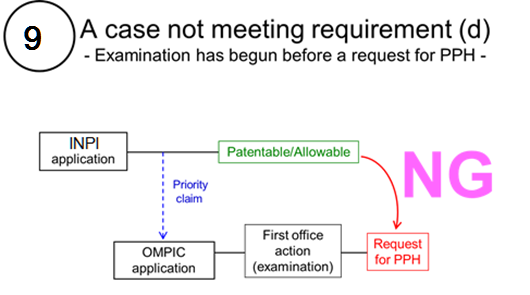 9
A case not meeting requirement (d)
- Examination has begun before a request for PPH -
INPI
application
Patentable/Allowable
NG
Priority
claim
OMPIC
application
First office
action
(examination)
Request
for PPH